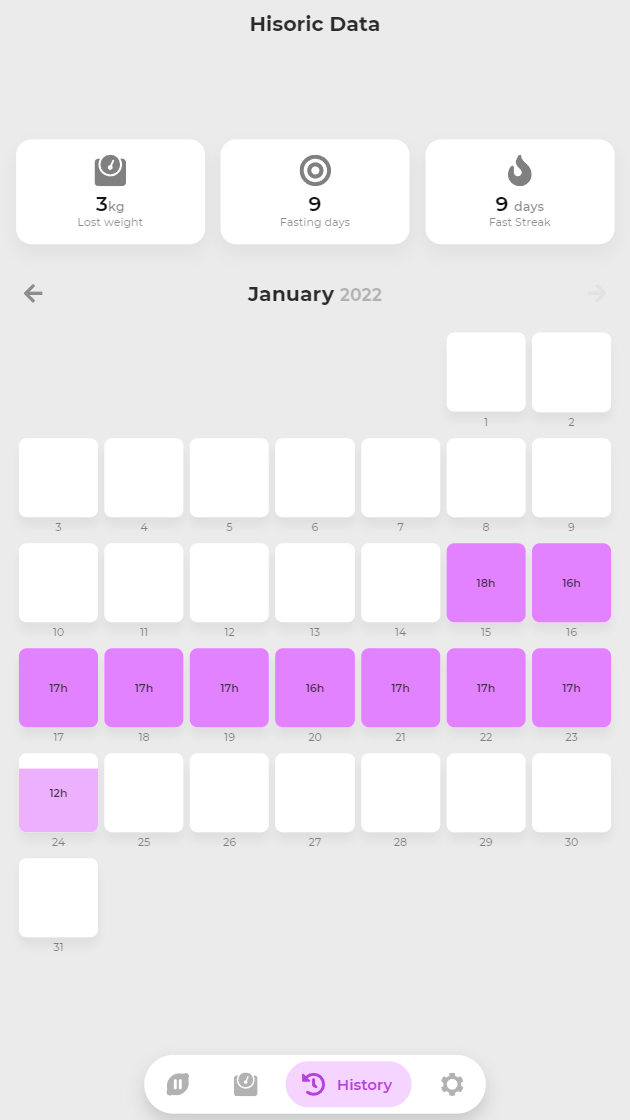 Hisoric Data
3kg 9 9 days
Lost weight Fasting days Fast Streak
January 2022
1 2
3 4 5 6 7 8 9
18h 16h
10 11 12 13 14 15 16
17h 17h 17h 16h 17h 17h 17h
17 18 19 20 21 22 23
12h
24 25 26 27 28 29 30
31
History